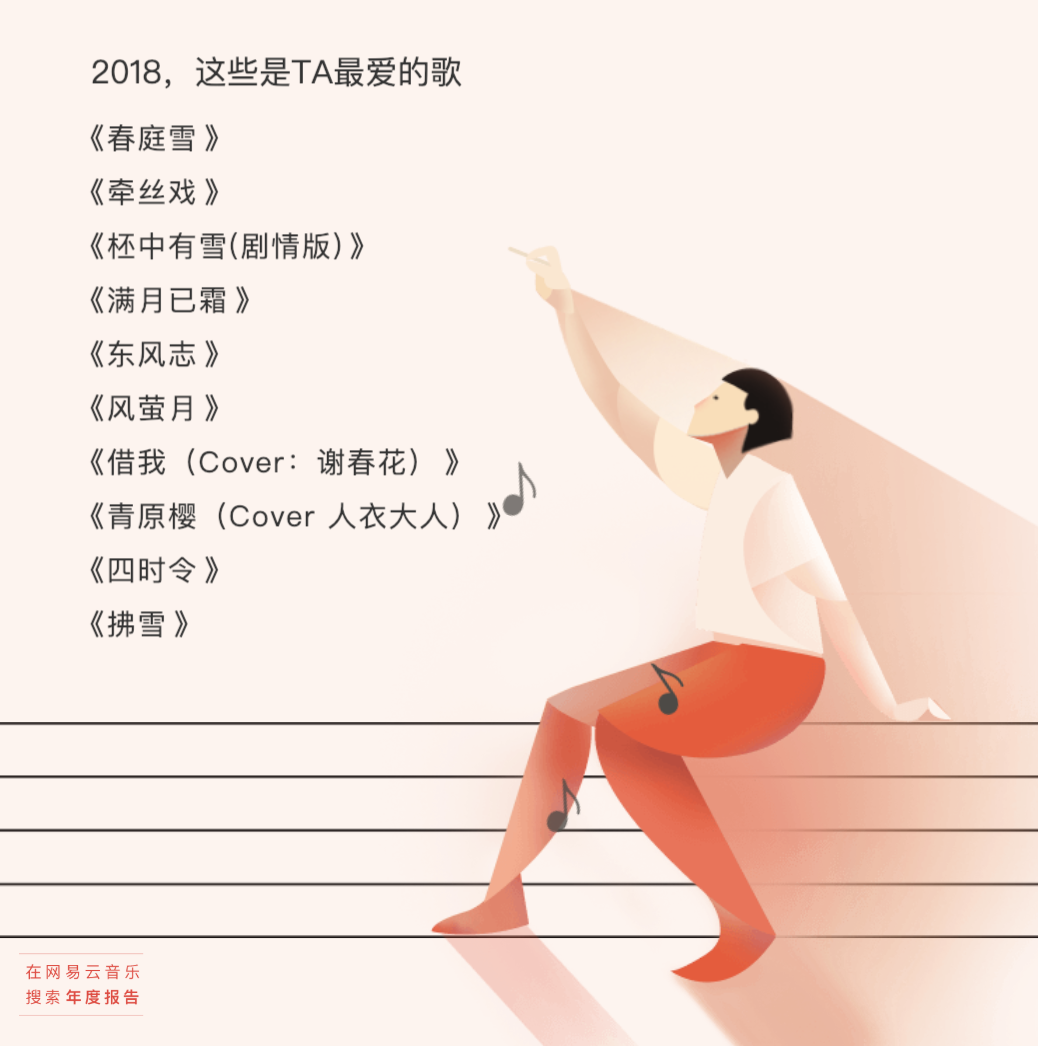 2018，这些是TA最爱的歌
《春庭雪 》
《牵丝戏 》
《杯中有雪(剧情版) 》
《满月已霜 》
《东风志 》
《风萤月 》
《借我（Cover：谢春花） 》
《青原樱（Cover 人衣大人） 》
《四时令 》
《拂雪 》
在网易云音乐
搜索年度报告